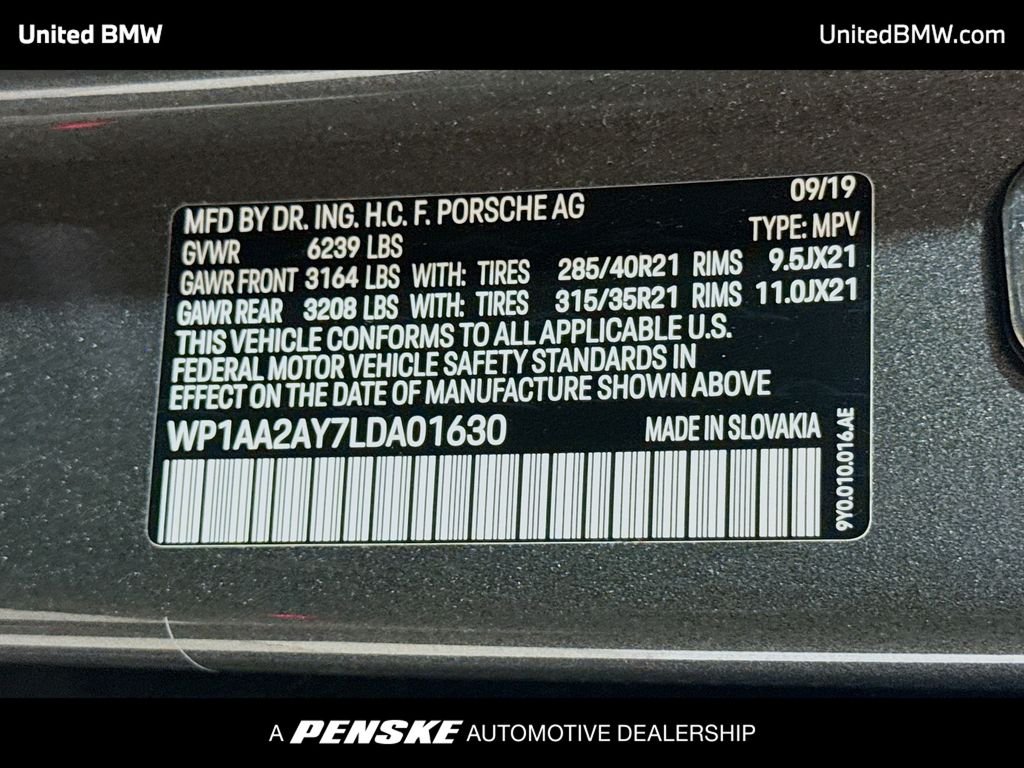 United BMW
UnitedBMW.com
MFD BY DR. ING. H.C. F. PORSCHE AG 09/19
GVWR 6239 LBS TYPE: MPV
GAWR FRONT 3164 LBS WITH: TIRES 285/40R21 RIMS 9.5JX21
GAWR REAR 3208 LBS WITH: TIRES 315/35R21 RIMS 11.0JX21
THIS VEHICLE CONFORMS TO ALL APPLICABLE U.S.
FEDERAL MOTOR VEHICLE SAFETY STANDARDS IN
EFFECT ON THE DATE OF MANUFACTURE SHOWN ABOVE
WP1AA2AY7LDA01630 MADE IN SLOVAKIA
9Y0.010.016.AE
A PENSKE AUTOMOTIVE DEALERSHIP